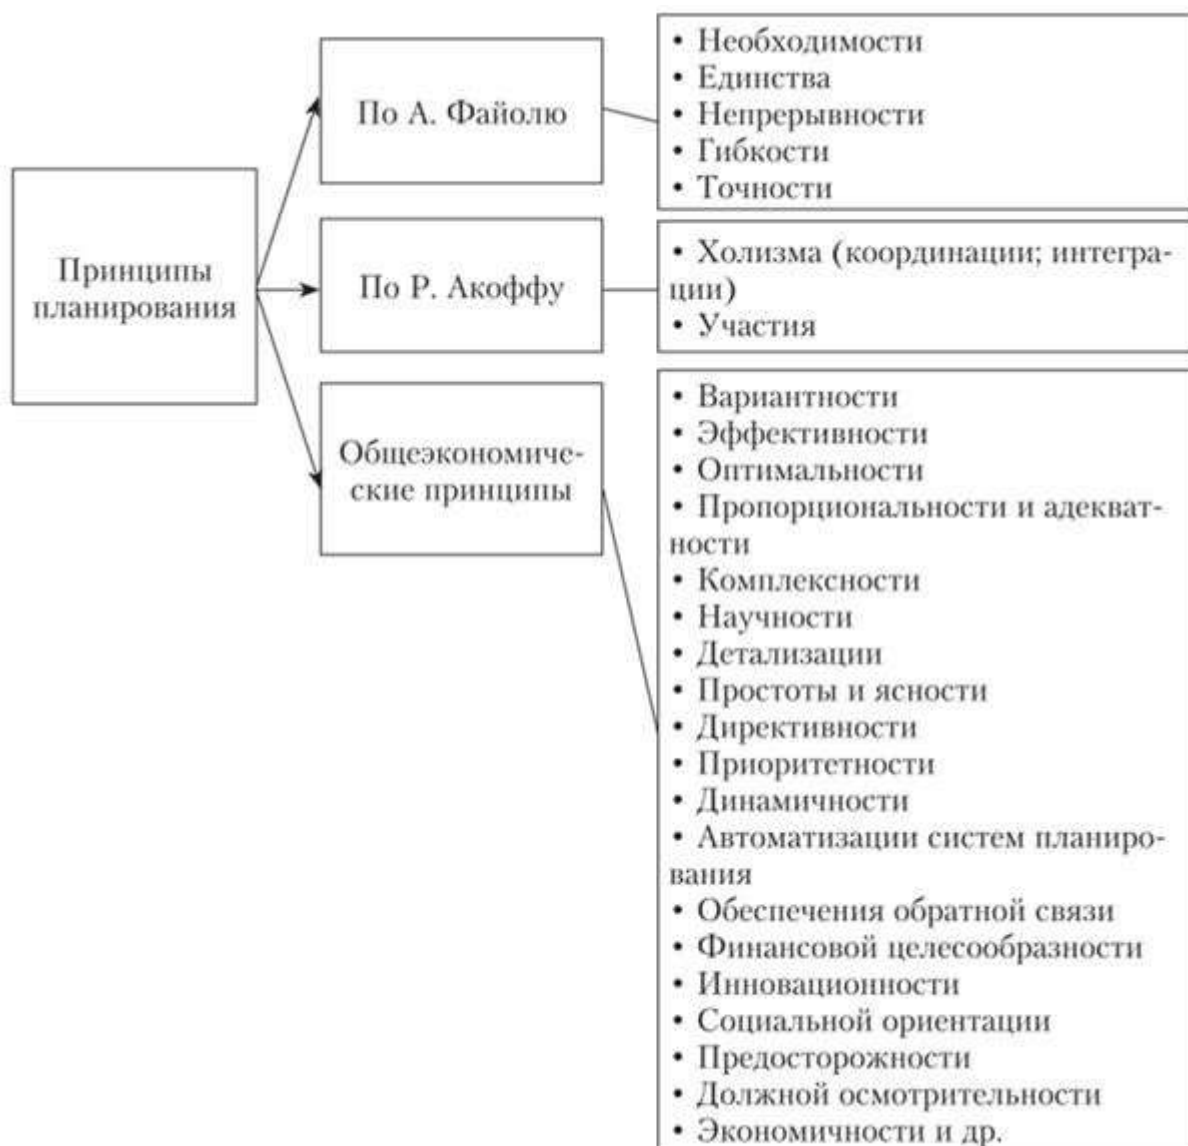 Принципы
планирования
По А. Файолю
• Необходимости
• Единства
• Непрерывности
• Гибкости
• Точности
По Р. Акоффу
• Холизма (координации; интегра-
ции)
• Участия
Общеэкономиче-
ские принципы
• Вариантности
• Эффективности
• Оптимальности
• Пропорциональности и адекват-
ности
• Комплексности
• Научности
• Детализации
• Простоты и ясности
• Директивности
• Приоритетности
• Динамичности
• Автоматизации систем планиро-
вания
• Обеспечения обратной связи
• Финансовой целесообразности
• Инновационности
• Социальной ориентации
• Предосторожности
• Должной осмотрительности
• Экономичности и др.